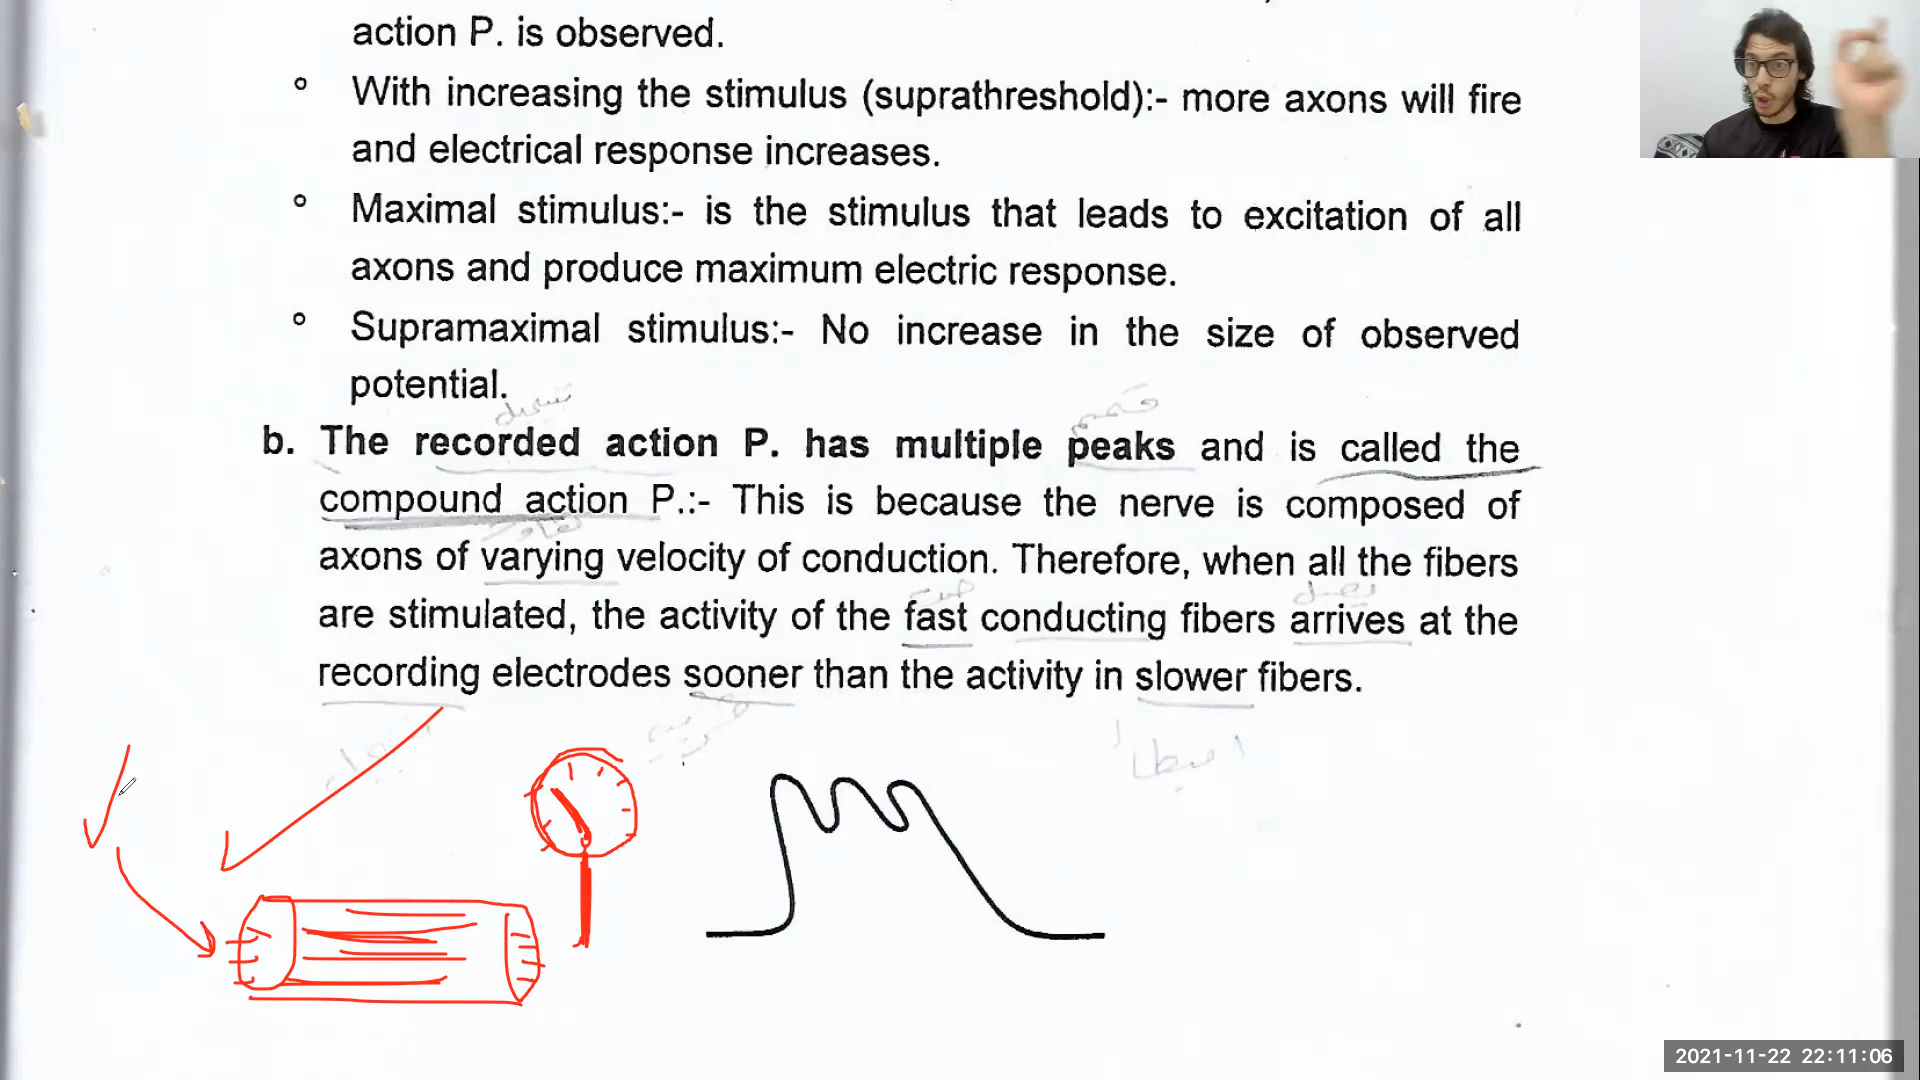 action P. is observed.
° With increasing the stimulus (suprathreshold):- more axons will fire
and electrical response increases.
° Maximal stimulus:- is the stimulus that leads to excitation of all
axons and produce maximum electric response.
° Supramaximal stimulus:- No increase in the size of observed
potential.
تسجيل
قمم
b. The recorded action P. has multiple peaks and is called the
compound action P.:- This is because the nerve is composed of
axons of varying velocity of conduction. Therefore, when all the fibers
يصل
are stimulated, the activity of the fast conducting fibers arrives at the
recording electrodes sooner than the activity in slower fibers.
2021-11-22 22:11:06